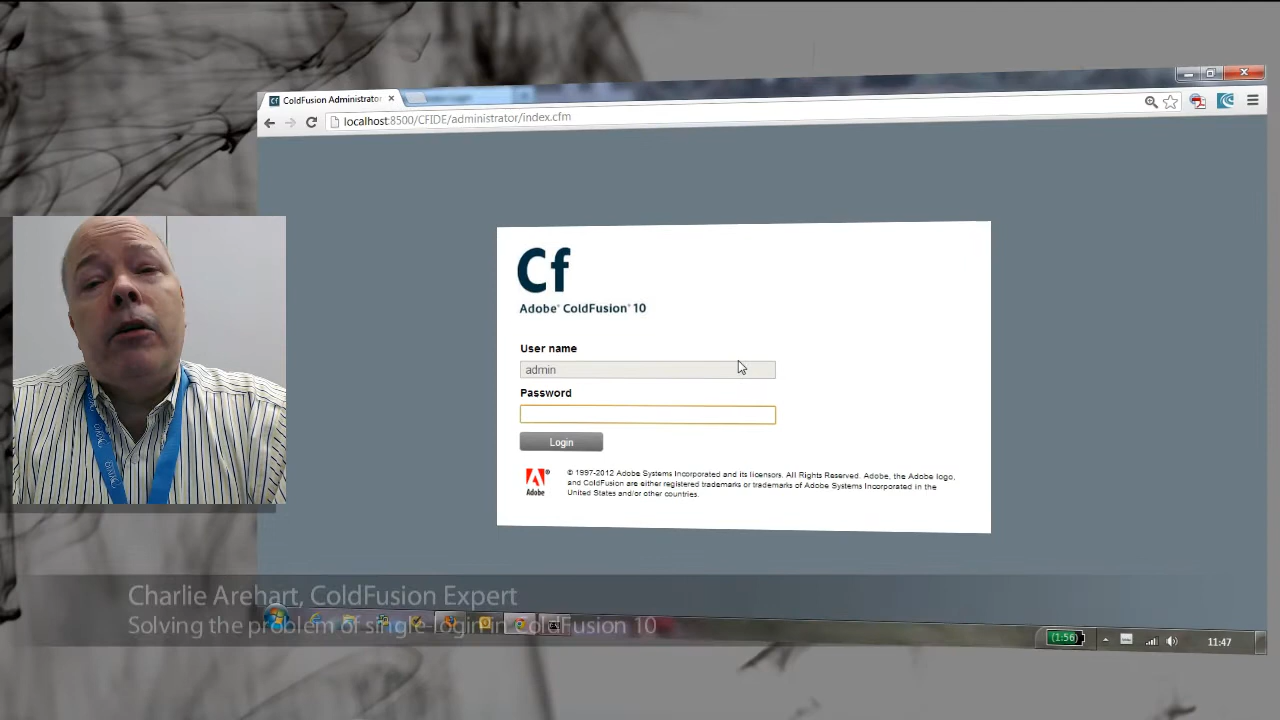 ColdFusion Administrator
localhost:8500/CFIDE/administrator/index.cfm
Cf
Adobe® ColdFusion® 10
User name
admin
Password
Login
Adobe
© 1997-2012 Adobe Systems Incorporated and its licensors. All Rights Reserved. Adobe, the Adobe logo,
and ColdFusion are either registered trademarks or trademarks of Adobe Systems Incorporated in the
United States and/or other countries.
Charlie Arehart, ColdFusion Expert
Solving the problem of single-login in ColdFusion 10
(1:56)
11:47